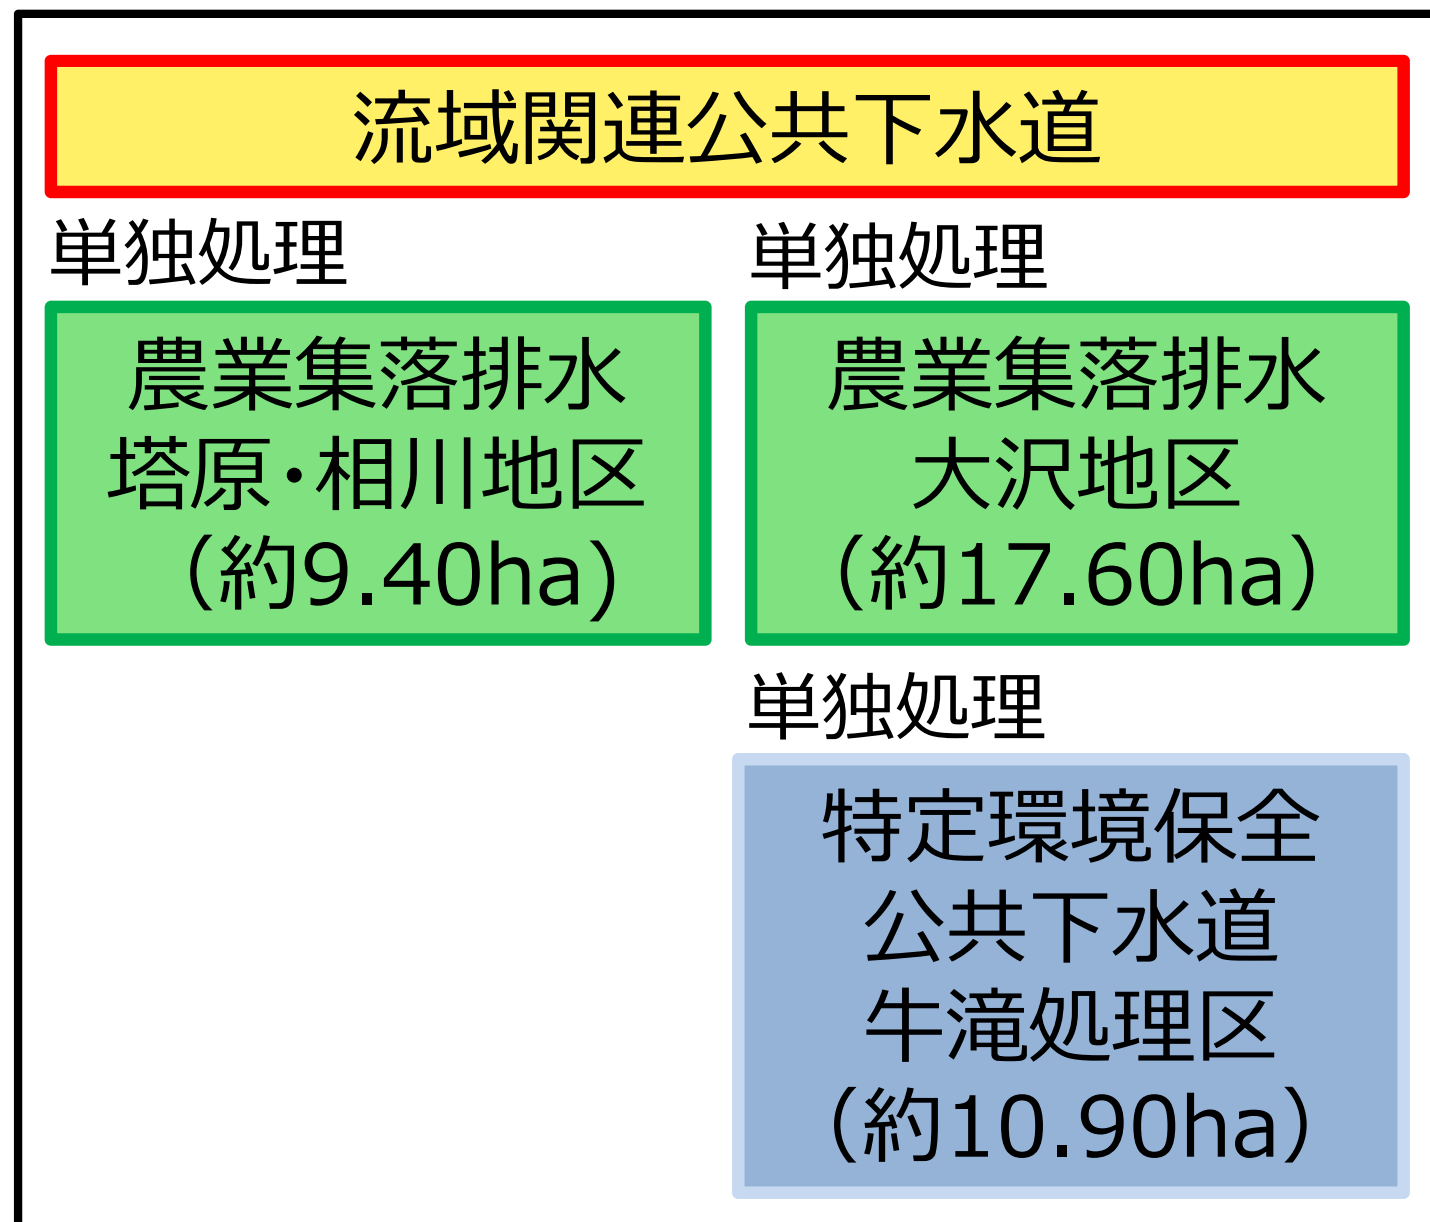 流域関連公共下水道
単独処理
農業集落排水
塔原・相川地区
（約9.40ha)
単独処理
農業集落排水
大沢地区
（約17.60ha）
単独処理
特定環境保全
公共下水道
牛滝処理区
（約10.90ha）